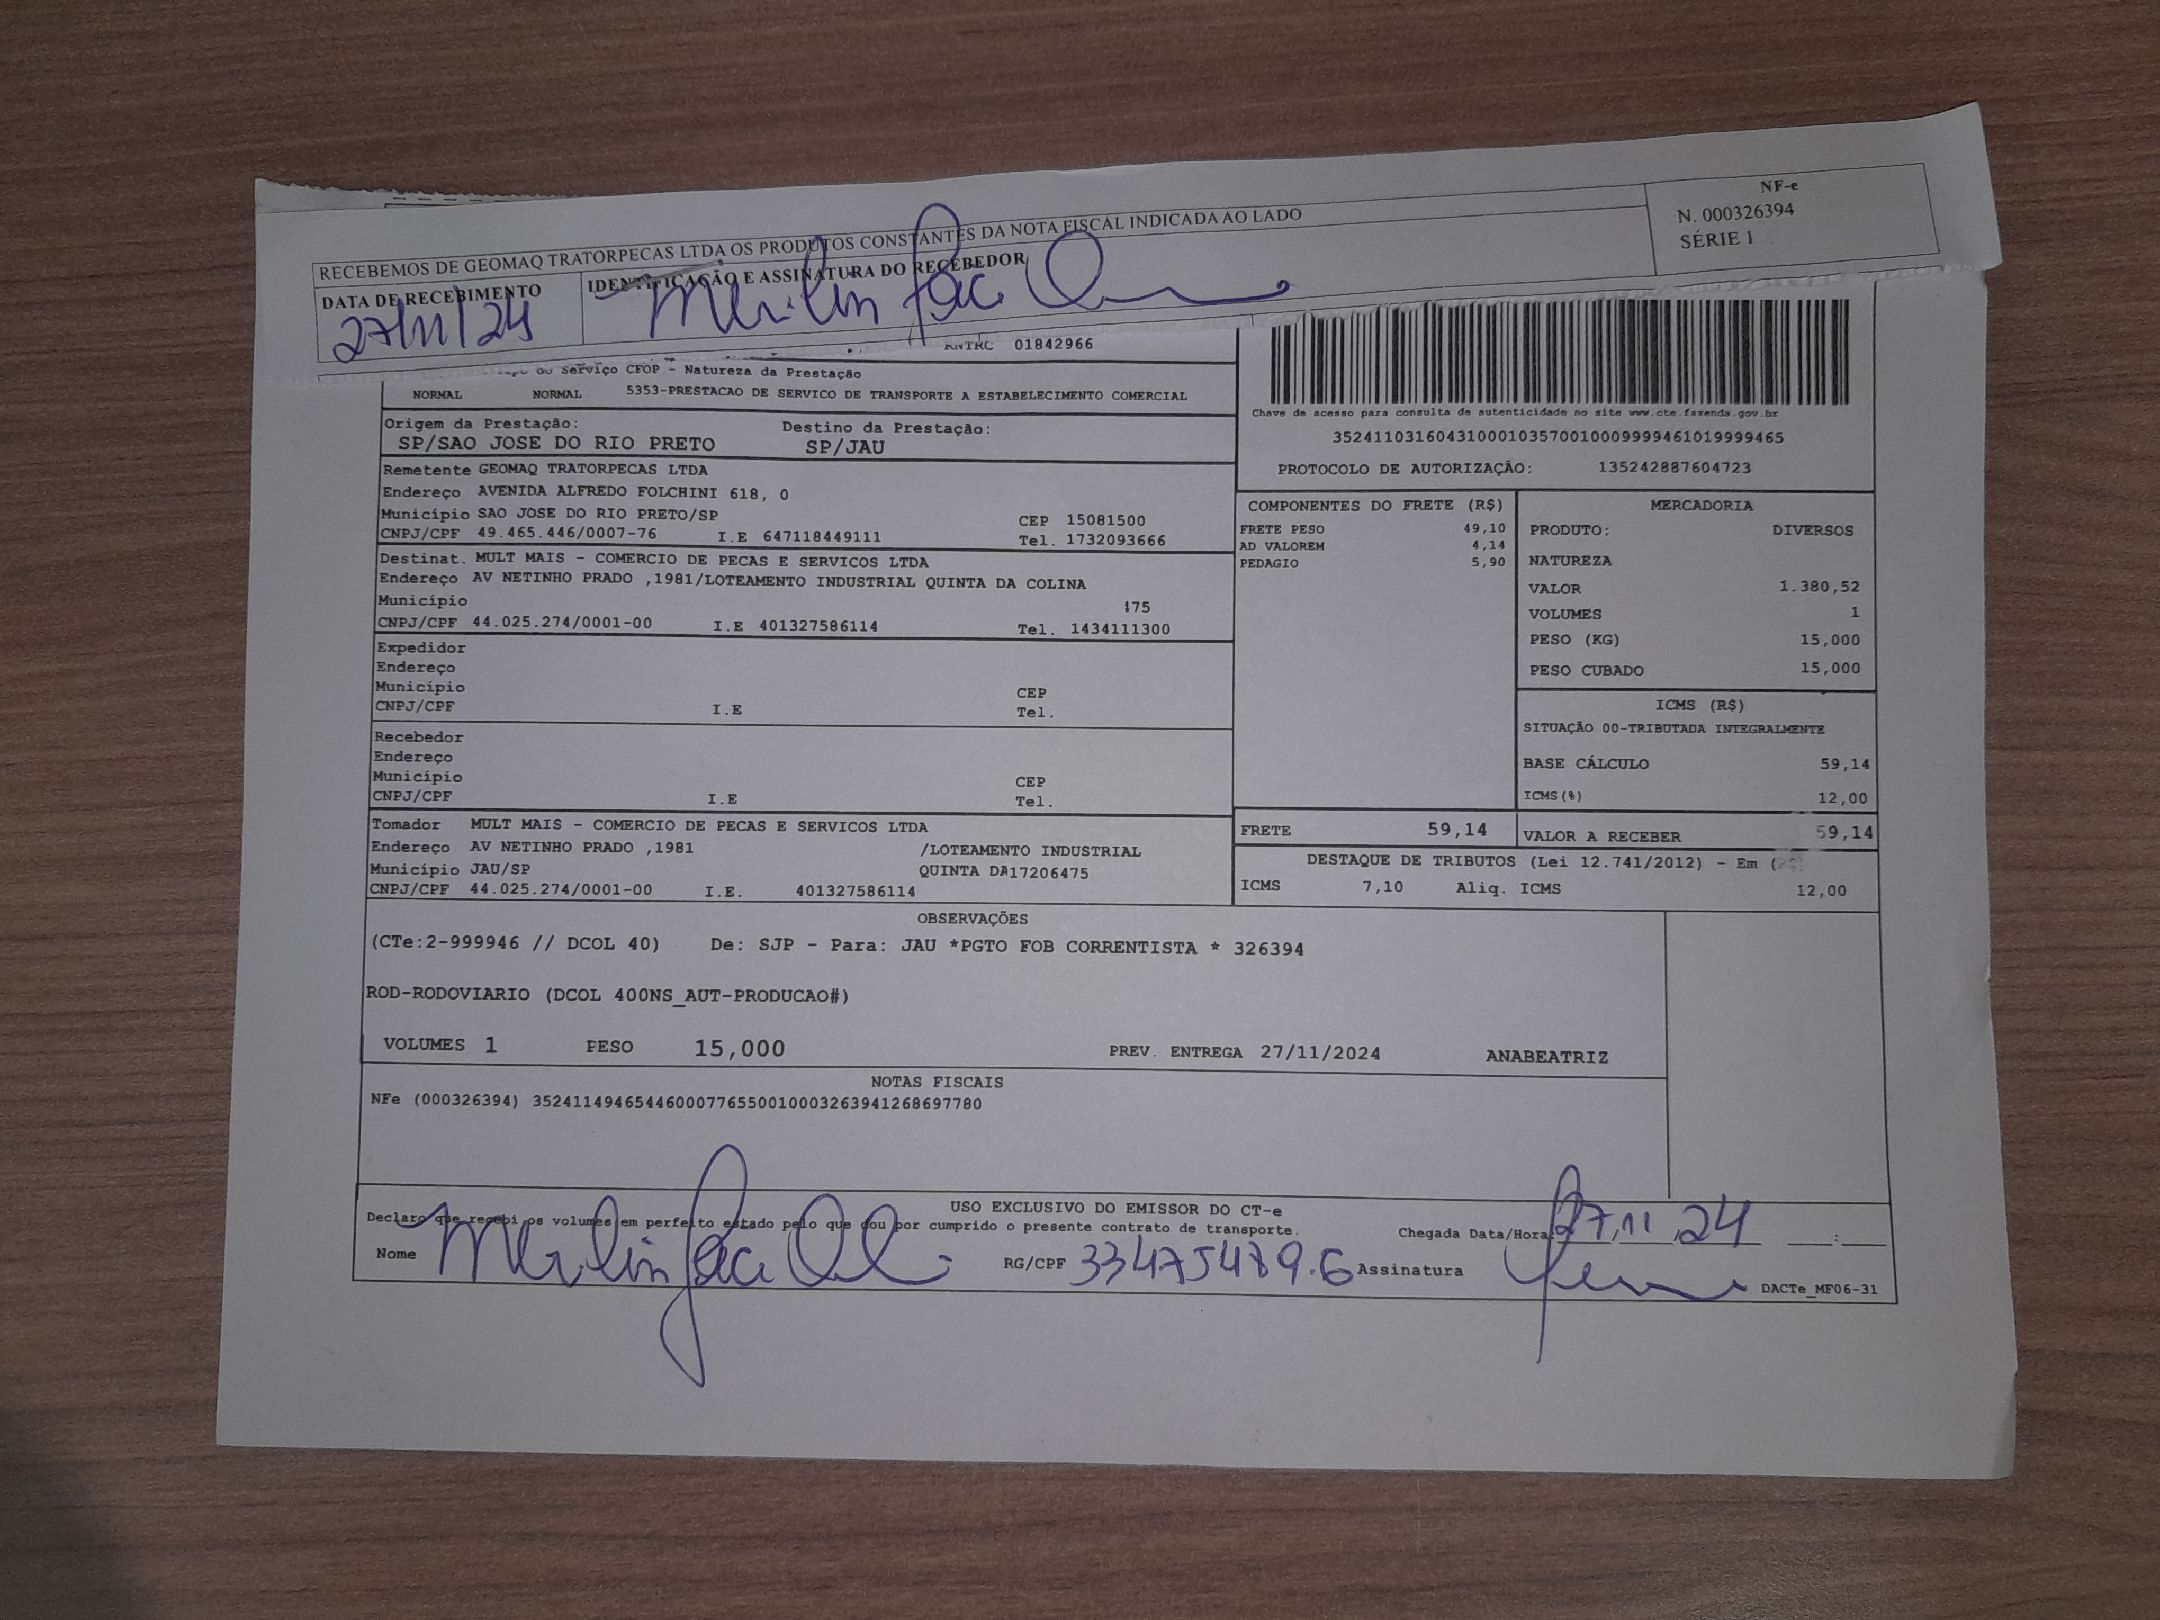 RECEBEMOS DE GEOMAQ TRATORPECAS LTDA OS PRODUTOS CONSTANTES DA NOTA FISCAL INDICADA AO LADO
NF-e
N. 000326394
SÉRIE 1
DATA DE RECEBIMENTO
27/11/24
IDENTIFICAÇÃO E ASSINATURA DO RECEBEDOR
RNTRC 01842966
do Serviço CFOP - Natureza da Prestação
NORMAL NORMAL 5353-PRESTACAO DE SERVICO DE TRANSPORTE A ESTABELECIMENTO COMERCIAL
Chave de acesso para consulta de autenticidade no site www.cte.fazenda.gov.br
35241103160431000103570010009999461019999465
PROTOCOLO DE AUTORIZAÇÃO: 135242887604723
Origem da Prestação: Destino da Prestação:
SP/SAO JOSE DO RIO PRETO SP/JAU
Remetente GEOMAQ TRATORPECAS LTDA
Endereço AVENIDA ALFREDO FOLCHINI 618, 0
Município SAO JOSE DO RIO PRETO/SP CEP 15081500
CNPJ/CPF 49.465.446/0007-76 I.E 647118449111 Tel. 1732093666
Destinat. MULT MAIS - COMERCIO DE PECAS E SERVICOS LTDA
Endereço AV NETINHO PRADO ,1981/LOTEAMENTO INDUSTRIAL QUINTA DA COLINA
Município 475
CNPJ/CPF 44.025.274/0001-00 I.E 401327586114 Tel. 1434111300
Expedidor
Endereço
Município CEP
CNPJ/CPF I.E Tel.
Recebedor
Endereço
Município CEP
CNPJ/CPF I.E Tel.
Tomador MULT MAIS - COMERCIO DE PECAS E SERVICOS LTDA
Endereço AV NETINHO PRADO ,1981 /LOTEAMENTO INDUSTRIAL
Município JAU/SP QUINTA DA17206475
CNPJ/CPF 44.025.274/0001-00 I.E. 401327586114
COMPONENTES DO FRETE (R$)
FRETE PESO 49,10
AD VALOREM 4,14
PEDAGIO 5,90
MERCADORIA
PRODUTO: DIVERSOS
NATUREZA
VALOR 1.380,52
VOLUMES 1
PESO (KG) 15,000
PESO CUBADO 15,000
ICMS (R$)
SITUAÇÃO 00-TRIBUTADA INTEGRALMENTE
BASE CÁLCULO 59,14
ICMS(%) 12,00
FRETE 59,14 VALOR A RECEBER 59,14
DESTAQUE DE TRIBUTOS (Lei 12.741/2012) - Em (
ICMS 7,10 Aliq. ICMS 12,00
OBSERVAÇÕES
(CTe:2-999946 // DCOL 40) De: SJP - Para: JAU *PGTO FOB CORRENTISTA * 326394
ROD-RODOVIARIO (DCOL 400NS_AUT-PRODUCAO#)
VOLUMES 1 PESO 15,000 PREV. ENTREGA 27/11/2024 ANABEATRIZ
NOTAS FISCAIS
NFe (000326394) 35241149465446000776550010003263941268697780
USO EXCLUSIVO DO EMISSOR DO CT-e
Declaro que recebi os volumes em perfeito estado pelo que dou por cumprido o presente contrato de transporte.
Chegada Data/Hora 27,11,24 :
Nome RG/CPF 33475489.6 Assinatura
DACTe_MF06-31